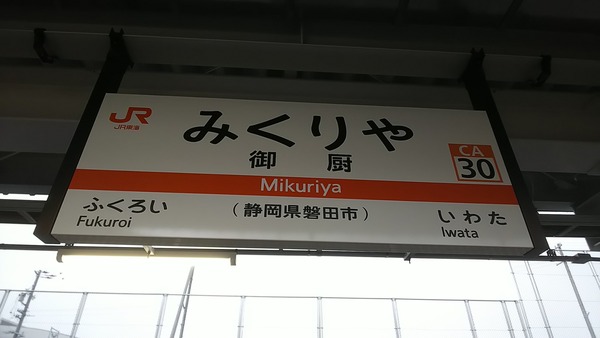 JR
JR東海
みくりや
御厨
CA
30
Mikuriya
ふくろい
Fukuroi
(静岡県磐田市)
いわた
Iwata